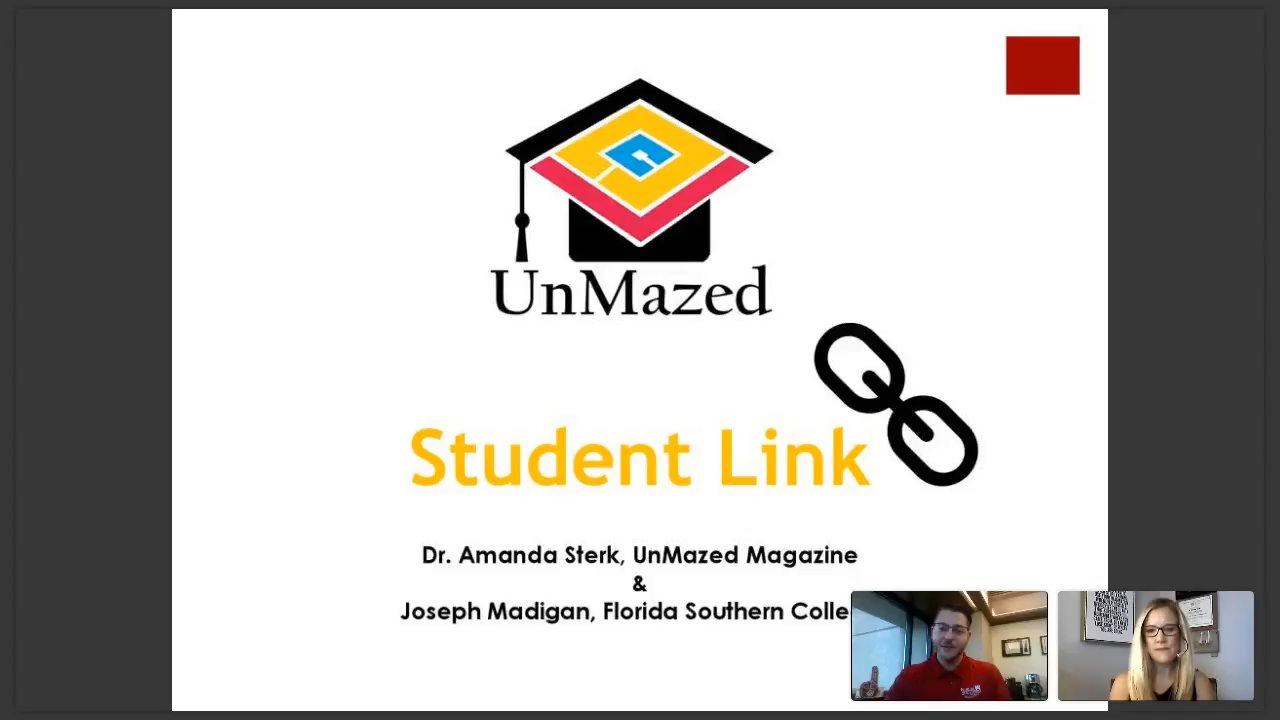 UnMazed
Student Link
Dr. Amanda Sterk, UnMazed Magazine
&
Joseph Madigan, Florida Southern Colle